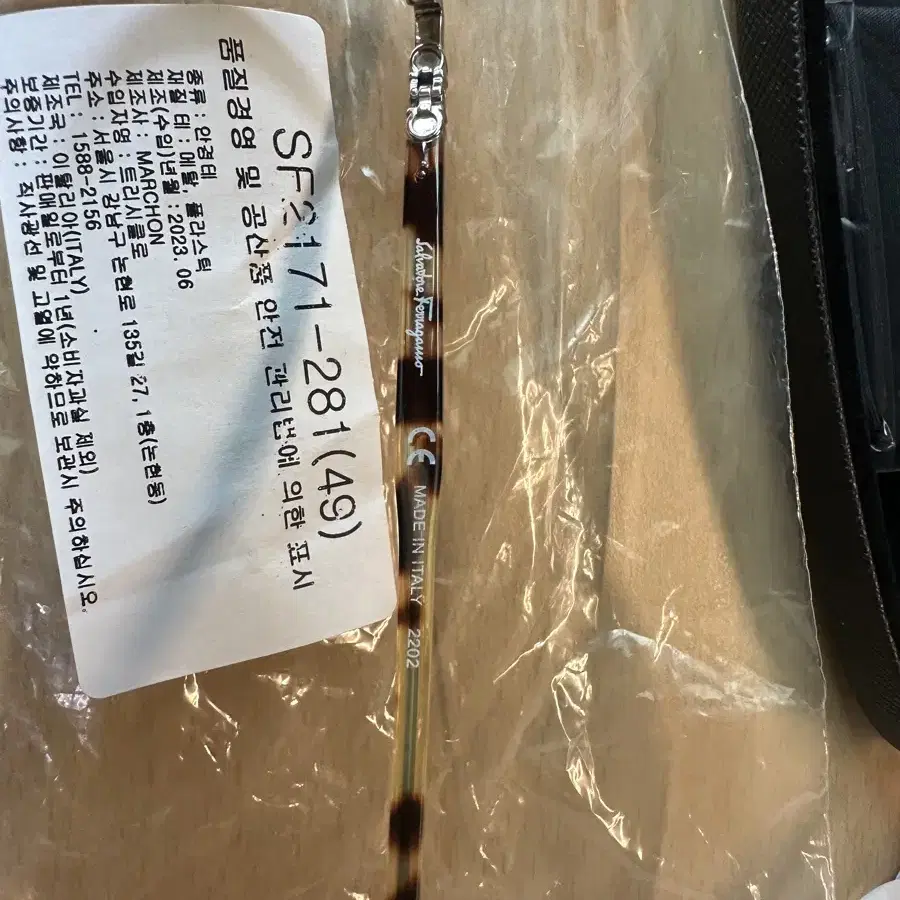 SF2171-281(49)
품질경영 및 공산품 안전 관리법에 의한 표시
종류 : 안경테
재질 테 : 메탈, 플라스틱
제조(수입)년월 : 2023. 06
제조사 : MARCHON
수입자명 : 트리시클로
주소 : 서울시 강남구 논현로 135길 27, 1층(논현동)
TEL : 1588-2156
제조국 : 이탈리아(ITALY)
보증기간 : 판매일로부터 1년(소비자과실 제외)
주의사항 : 직사광선 및 고열에 약하므로 보관시 주의하십시오.
Salvatore Ferragamo
CE MADE IN ITALY 2202